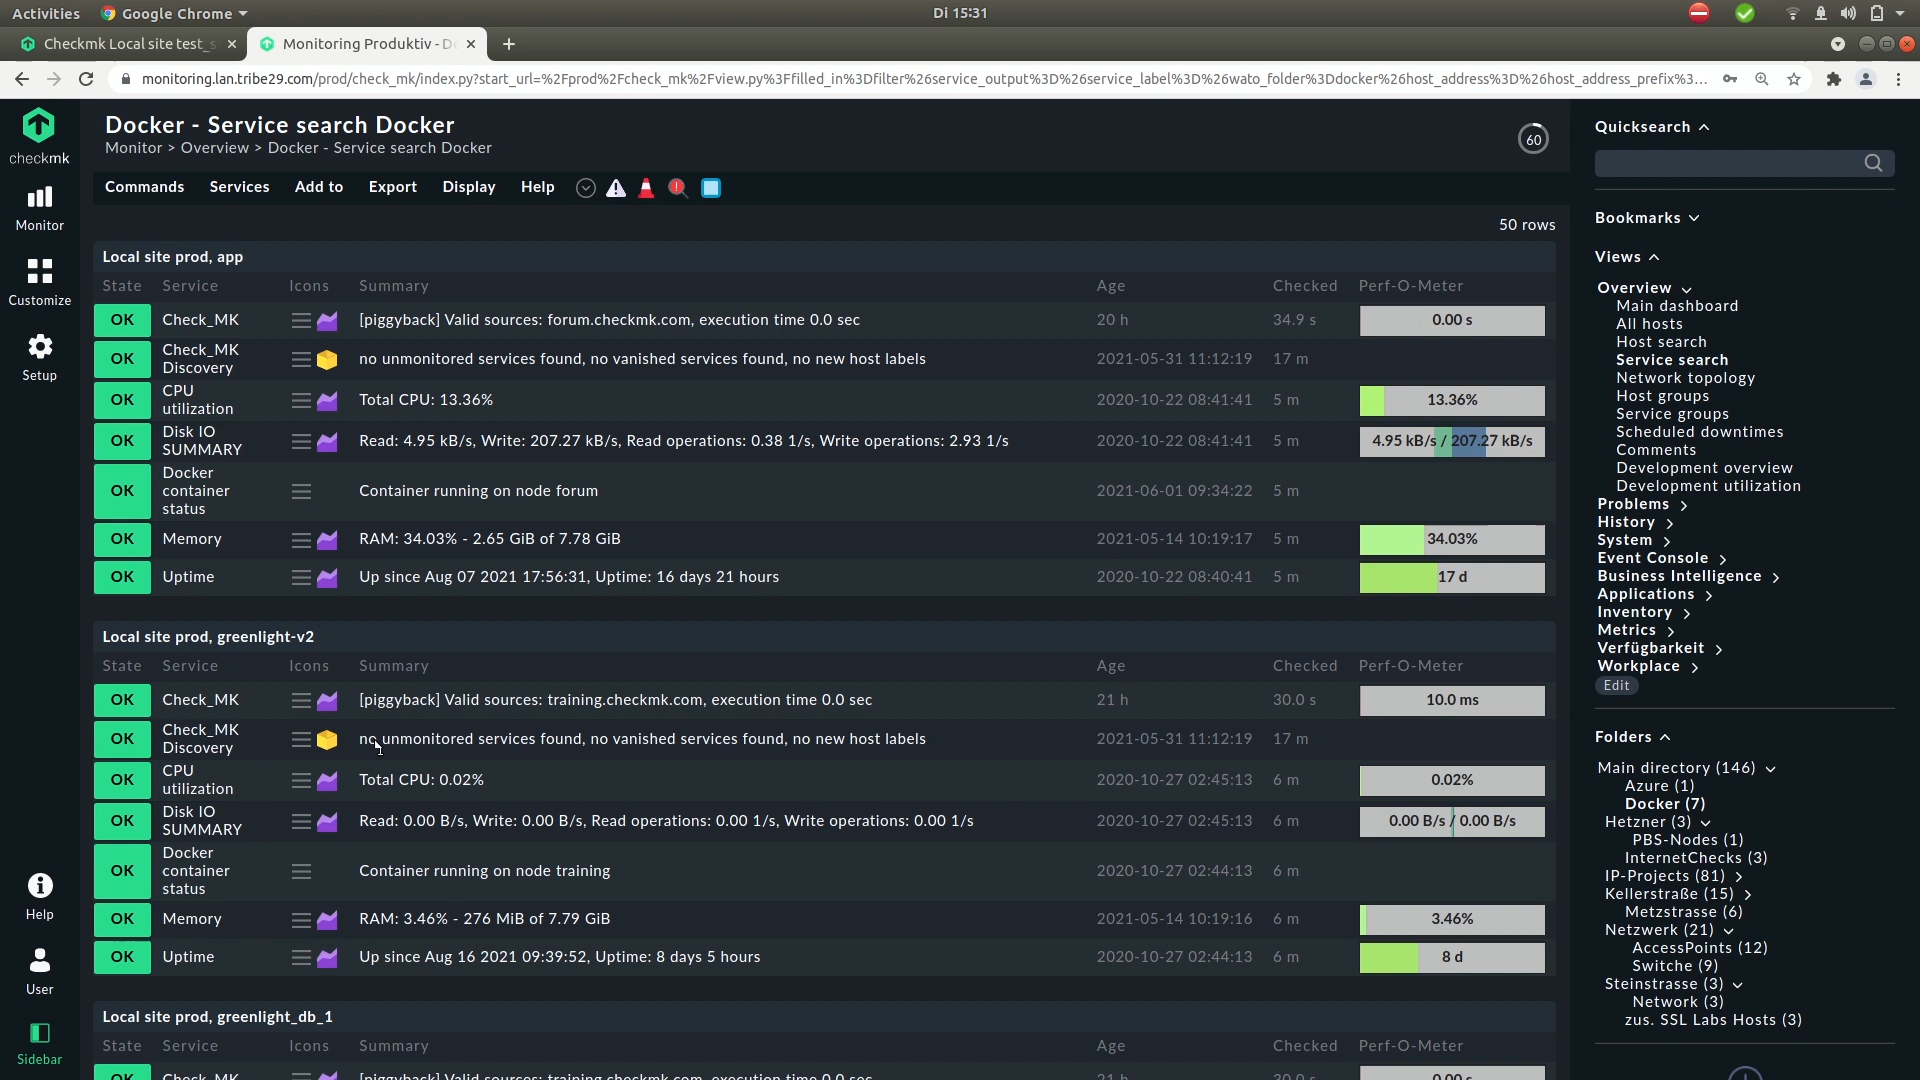 Activities Google Chrome Di 15:31
Checkmk Local site test_s Monitoring Produktiv - Do
monitoring.lan.tribe29.com/prod/check_mk/index.py?start_url=%2Fprod%2Fcheck_mk%2Fview.py%3Ffilled_in%3Dfilter%26service_output%3D%26service_label%3D%26wato_folder%3Ddocker%26host_address%3D%26host_address_prefix%3...
checkmk
Monitor
Customize
Setup
Help
User
Sidebar
Docker - Service search Docker
Monitor > Overview > Docker - Service search Docker
60
Commands Services Add to Export Display Help
50 rows
Local site prod, app
State Service Icons Summary Age Checked Perf-O-Meter
OK Check_MK [piggyback] Valid sources: forum.checkmk.com, execution time 0.0 sec 20 h 34.9 s 0.00 s
OK Check_MK Discovery no unmonitored services found, no vanished services found, no new host labels 2021-05-31 11:12:19 17 m
OK CPU utilization Total CPU: 13.36% 2020-10-22 08:41:41 5 m 13.36%
OK Disk IO SUMMARY Read: 4.95 kB/s, Write: 207.27 kB/s, Read operations: 0.38 1/s, Write operations: 2.93 1/s 2020-10-22 08:41:41 5 m 4.95 kB/s / 207.27 kB/s
OK Docker container status Container running on node forum 2021-06-01 09:34:22 5 m
OK Memory RAM: 34.03% - 2.65 GiB of 7.78 GiB 2021-05-14 10:19:17 5 m 34.03%
OK Uptime Up since Aug 07 2021 17:56:31, Uptime: 16 days 21 hours 2020-10-22 08:40:41 5 m 17 d
Local site prod, greenlight-v2
State Service Icons Summary Age Checked Perf-O-Meter
OK Check_MK [piggyback] Valid sources: training.checkmk.com, execution time 0.0 sec 21 h 30.0 s 10.0 ms
OK Check_MK Discovery no unmonitored services found, no vanished services found, no new host labels 2021-05-31 11:12:19 17 m
OK CPU utilization Total CPU: 0.02% 2020-10-27 02:45:13 6 m 0.02%
OK Disk IO SUMMARY Read: 0.00 B/s, Write: 0.00 B/s, Read operations: 0.00 1/s, Write operations: 0.00 1/s 2020-10-27 02:45:13 6 m 0.00 B/s / 0.00 B/s
OK Docker container status Container running on node training 2020-10-27 02:44:13 6 m
OK Memory RAM: 3.46% - 276 MiB of 7.79 GiB 2021-05-14 10:19:16 6 m 3.46%
OK Uptime Up since Aug 16 2021 09:39:52, Uptime: 8 days 5 hours 2020-10-27 02:44:13 6 m 8 d
Local site prod, greenlight_db_1
State Service Icons Summary Age Checked Perf-O-Meter
OK Check_MK [piggyback] Valid sources: training.checkmk.com, execution time 0.0 sec 21 h 30.0 s 0.00 s
Quicksearch
Bookmarks
Views
Overview
Main dashboard
All hosts
Host search
Service search
Network topology
Host groups
Service groups
Scheduled downtimes
Comments
Development overview
Development utilization
Problems
History
System
Event Console
Business Intelligence
Applications
Inventory
Metrics
Verfügbarkeit
Workplace
Edit
Folders
Main directory (146)
Azure (1)
Docker (7)
Hetzner (3)
PBS-Nodes (1)
InternetChecks (3)
IP-Projects (81)
Kellerstraße (15)
Metzstrasse (6)
Netzwerk (21)
AccessPoints (12)
Switche (9)
Steinstrasse (3)
Network (3)
zus. SSL Labs Hosts (3)